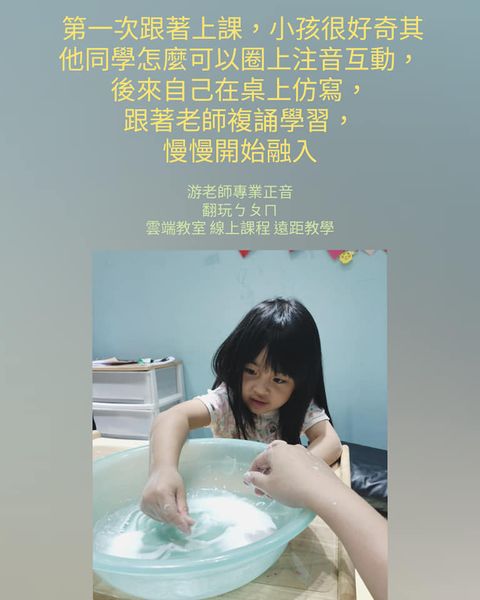 第一次跟著上課，小孩很好奇其
他同學怎麼可以圈上注音互動，
後來自己在桌上仿寫，
跟著老師複誦學習，
慢慢開始融入
游老師專業正音
翻玩ㄅㄆㄇ
雲端教室 線上課程 遠距教學